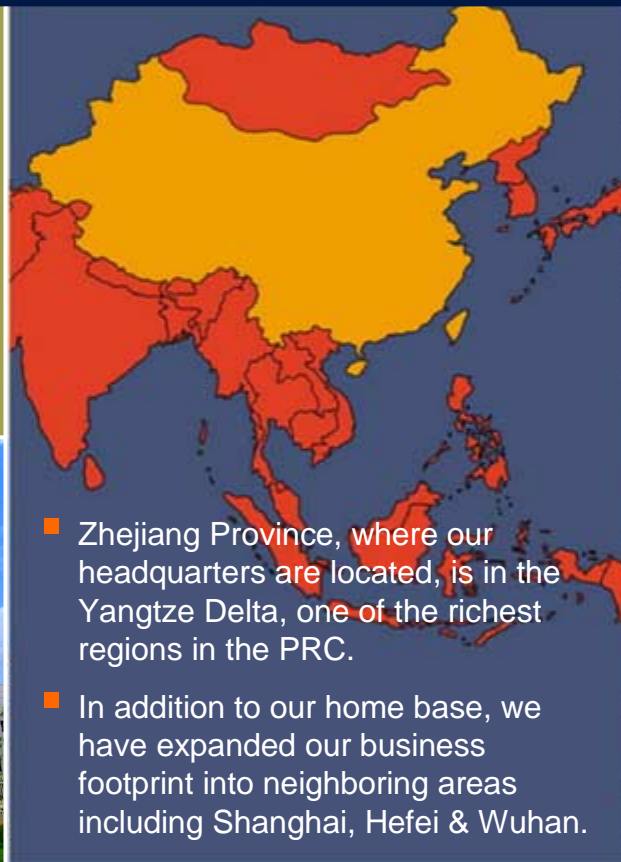 Zhejiang Province, where our
headquarters are located, is in the
Yangtze Delta, one of the richest
regions in the PRC.
In addition to our home base, we
have expanded our business
footprint into neighboring areas
including Shanghai, Hefei & Wuhan.